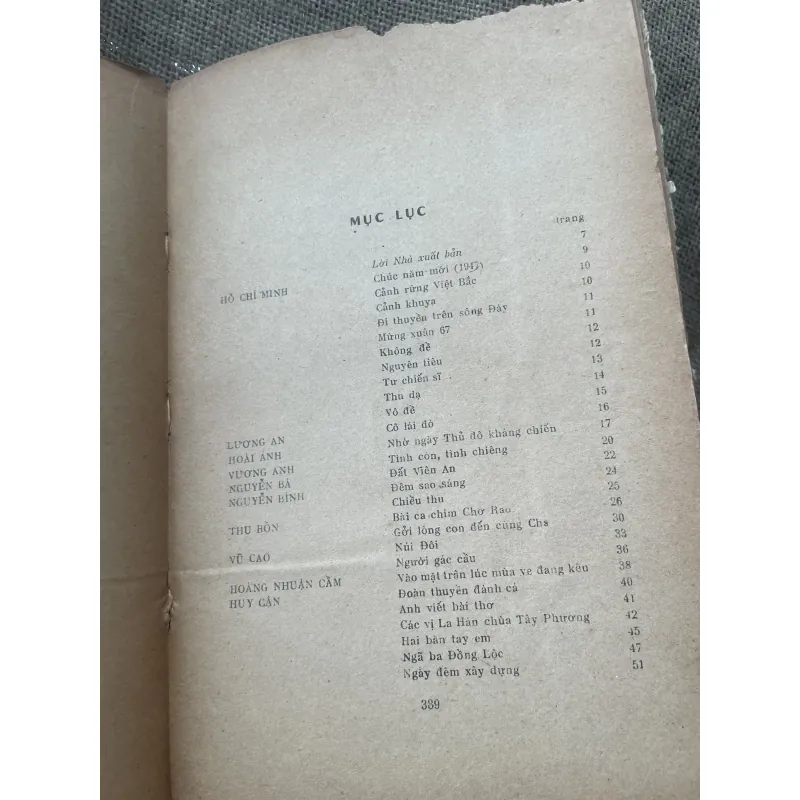 MỤC LỤC
trang
Lời Nhà xuất bản 7
HỒ CHÍ MINH Chúc năm mới (1947) 9
Cảnh rừng Việt Bắc 10
Cảnh khuya 10
Đi thuyền trên sông Đáy 11
Mừng xuân 67 11
Không đề 12
Nguyên tiêu 12
Tư chiến sĩ 13
Thu dạ 14
Vô đề 15
LƯƠNG AN Cô lái đò 16
HOÀI ANH Nhớ ngày Thủ đô kháng chiến 17
VƯƠNG ANH Tình con, tình chiêng 20
NGUYỄN BÁ Đất Viên An 22
NGUYỄN BÍNH Đêm sao sáng 24
Chiều thu 25
THU BỒN Bài ca chim Chơ Rao 26
Gởi lòng con đến cùng Cha 30
VŨ CAO Núi Đôi 33
Người gác cầu 36
HOÀNG NHUẬN CẦM Vào mặt trận lúc mùa ve đang kêu 38
HUY CẬN Đoàn thuyền đánh cá 40
Anh viết bài thơ 41
Các vị La Hán chùa Tây Phương 42
Hai bàn tay em 45
Ngã ba Đồng Lộc 47
Ngày đêm xây dựng 51
389